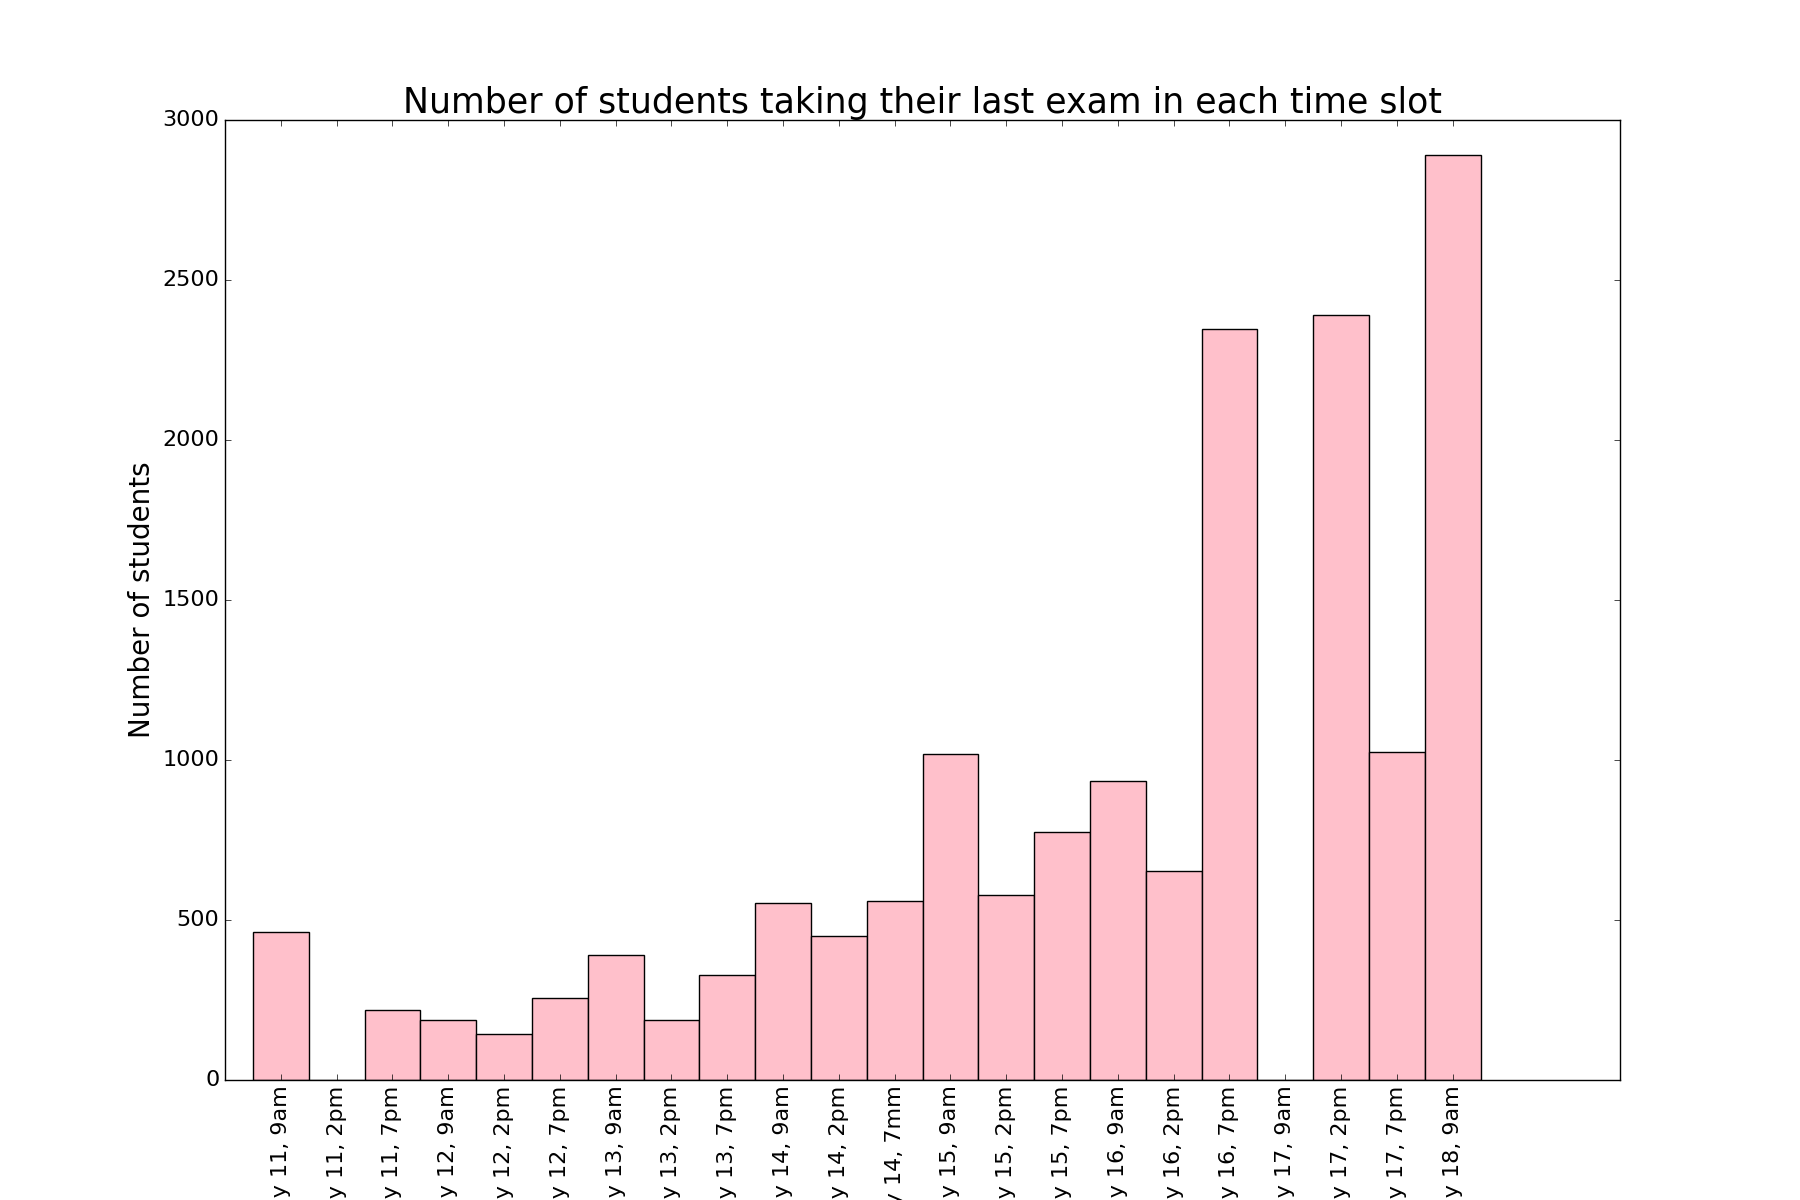 Number of students taking their last exam in each time slot
Number of students
3000
2500
2000
1500
1000
500
0
y 11, 9am
y 11, 2pm
y 11, 7pm
y 12, 9am
y 12, 2pm
y 12, 7pm
y 13, 9am
y 13, 2pm
y 13, 7pm
y 14, 9am
y 14, 2pm
y 14, 7mm
y 15, 9am
y 15, 2pm
y 15, 7pm
y 16, 9am
y 16, 2pm
y 16, 7pm
y 17, 9am
y 17, 2pm
y 17, 7pm
y 18, 9am